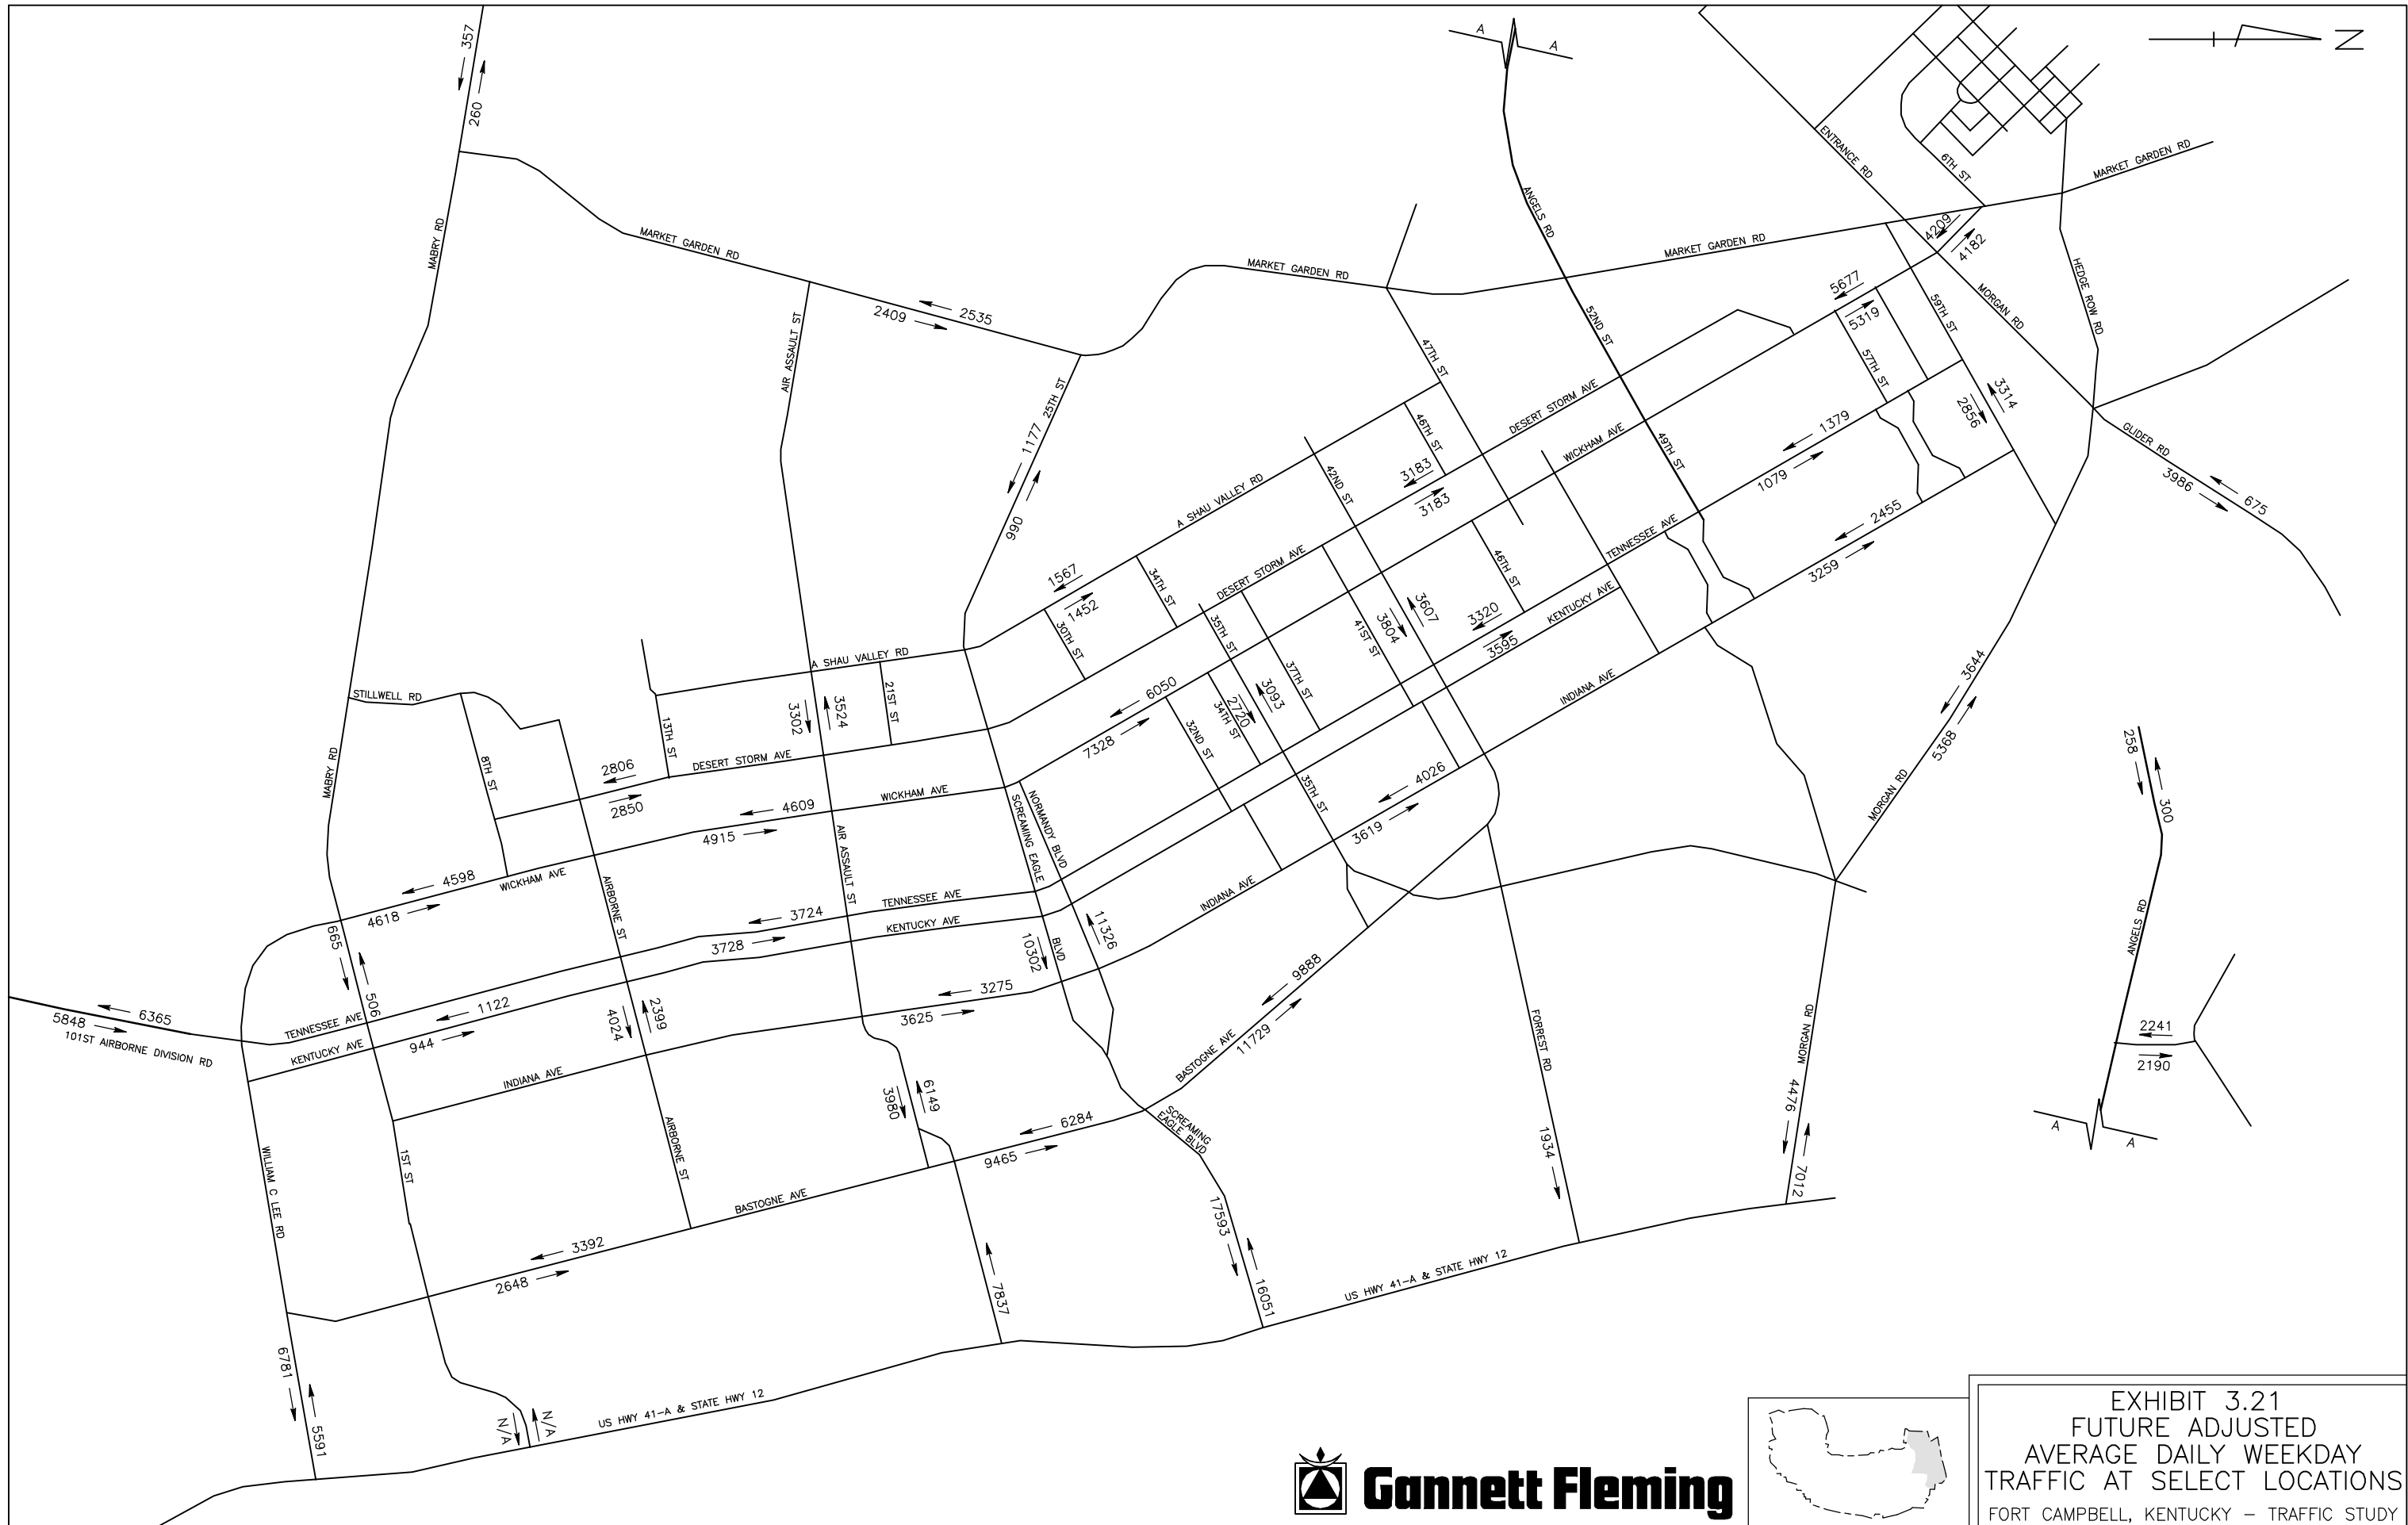 357
260
A
A
N
MABRY RD
MARKET GARDEN RD
ENTRANCE RD
6TH ST
MARKET GARDEN RD
ANGELS RD
4209
4182
MARKET GARDEN RD
MARKET GARDEN RD
HEDGE ROW RD
MORGAN RD
59TH ST
5677
5319
2535
2409
AIR ASSAULT ST
25TH ST
1177
990
47TH ST
52ND ST
57TH ST
3314
2856
GLIDER RD
3986
675
46TH ST
DESERT STORM AVE
WICKHAM AVE
49TH ST
1379
1079
42ND ST
3183
3183
A SHAU VALLEY RD
2455
3259
TENNESSEE AVE
46TH ST
KENTUCKY AVE
1567
1452
34TH ST
30TH ST
DESERT STORM AVE
35TH ST
41ST ST
3804
3607
3320
3595
3644
5368
MORGAN RD
A SHAU VALLEY RD
21ST ST
3302
3524
13TH ST
STILLWELL RD
8TH ST
MABRY RD
DESERT STORM AVE
2806
2850
6050
7328
32ND ST
34TH ST
2720
3093
37TH ST
INDIANA AVE
35TH ST
4026
3619
258
300
ANGELS RD
2241
2190
A
A
WICKHAM AVE
4609
4915
AIR ASSAULT ST
NORMANDY BLVD
SCREAMING EAGLE
BLVD
4598
4618
WICKHAM AVE
AIRBORNE ST
TENNESSEE AVE
3724
3728
KENTUCKY AVE
INDIANA AVE
10302
11326
665
506
6365
5848
101ST AIRBORNE DIVISION RD
TENNESSEE AVE
KENTUCKY AVE
1122
944
4024
2399
3275
3625
9888
11729
BASTOGNE AVE
INDIANA AVE
3980
6149
SCREAMING
EAGLE BLVD
FORREST RD
1934
MORGAN RD
4476
7012
WILLIAM C LEE RD
1ST ST
AIRBORNE ST
6284
9465
BASTOGNE AVE
3392
2648
7837
17593
16051
US HWY 41-A & STATE HWY 12
6781
5591
N/A
N/A
US HWY 41-A & STATE HWY 12
Gannett Fleming
EXHIBIT 3.21
FUTURE ADJUSTED
AVERAGE DAILY WEEKDAY
TRAFFIC AT SELECT LOCATIONS
FORT CAMPBELL, KENTUCKY – TRAFFIC STUDY